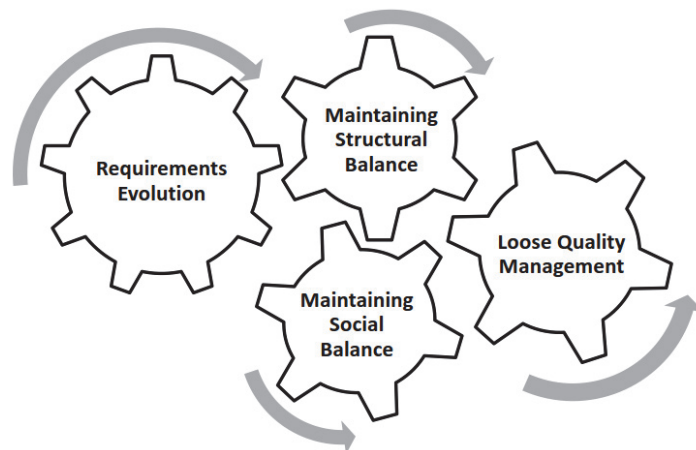 Requirements
Evolution
Maintaining
Structural
Balance
Loose Quality
Management
Maintaining
Social
Balance